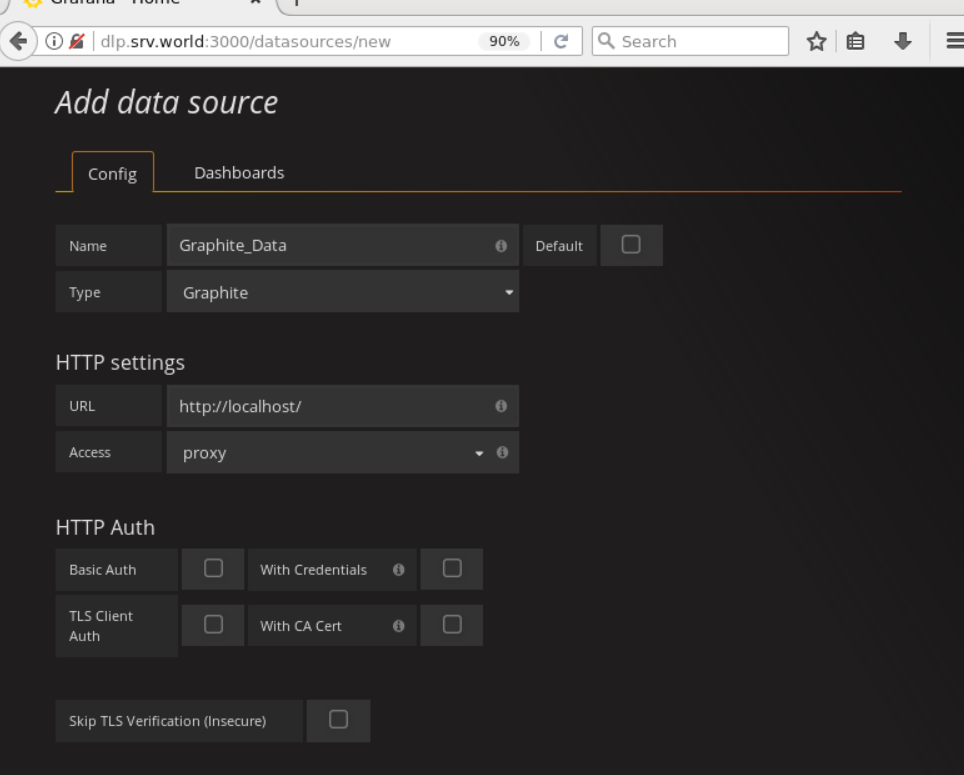 Grafana - Home
dlp.srv.world:3000/datasources/new 90% Search
Add data source
Config Dashboards
Name Graphite_Data Default
Type Graphite
HTTP settings
URL http://localhost/
Access proxy
HTTP Auth
Basic Auth With Credentials
TLS Client
Auth
With CA Cert
Skip TLS Verification (Insecure)